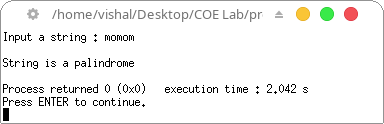 /home/vishal/Desktop/COE Lab/pr
Input a string : momom
String is a palindrome
Process returned 0 (0x0)   execution time : 2.042 s
Press ENTER to continue.